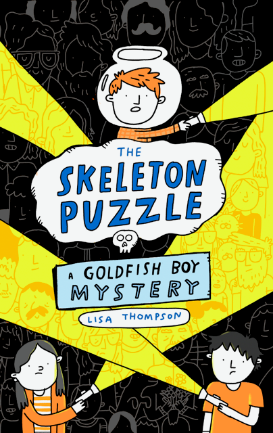 THE
SKELETON
PUZZLE
A GOLDFISH BOY
MYSTERY
LISA THOMPSON